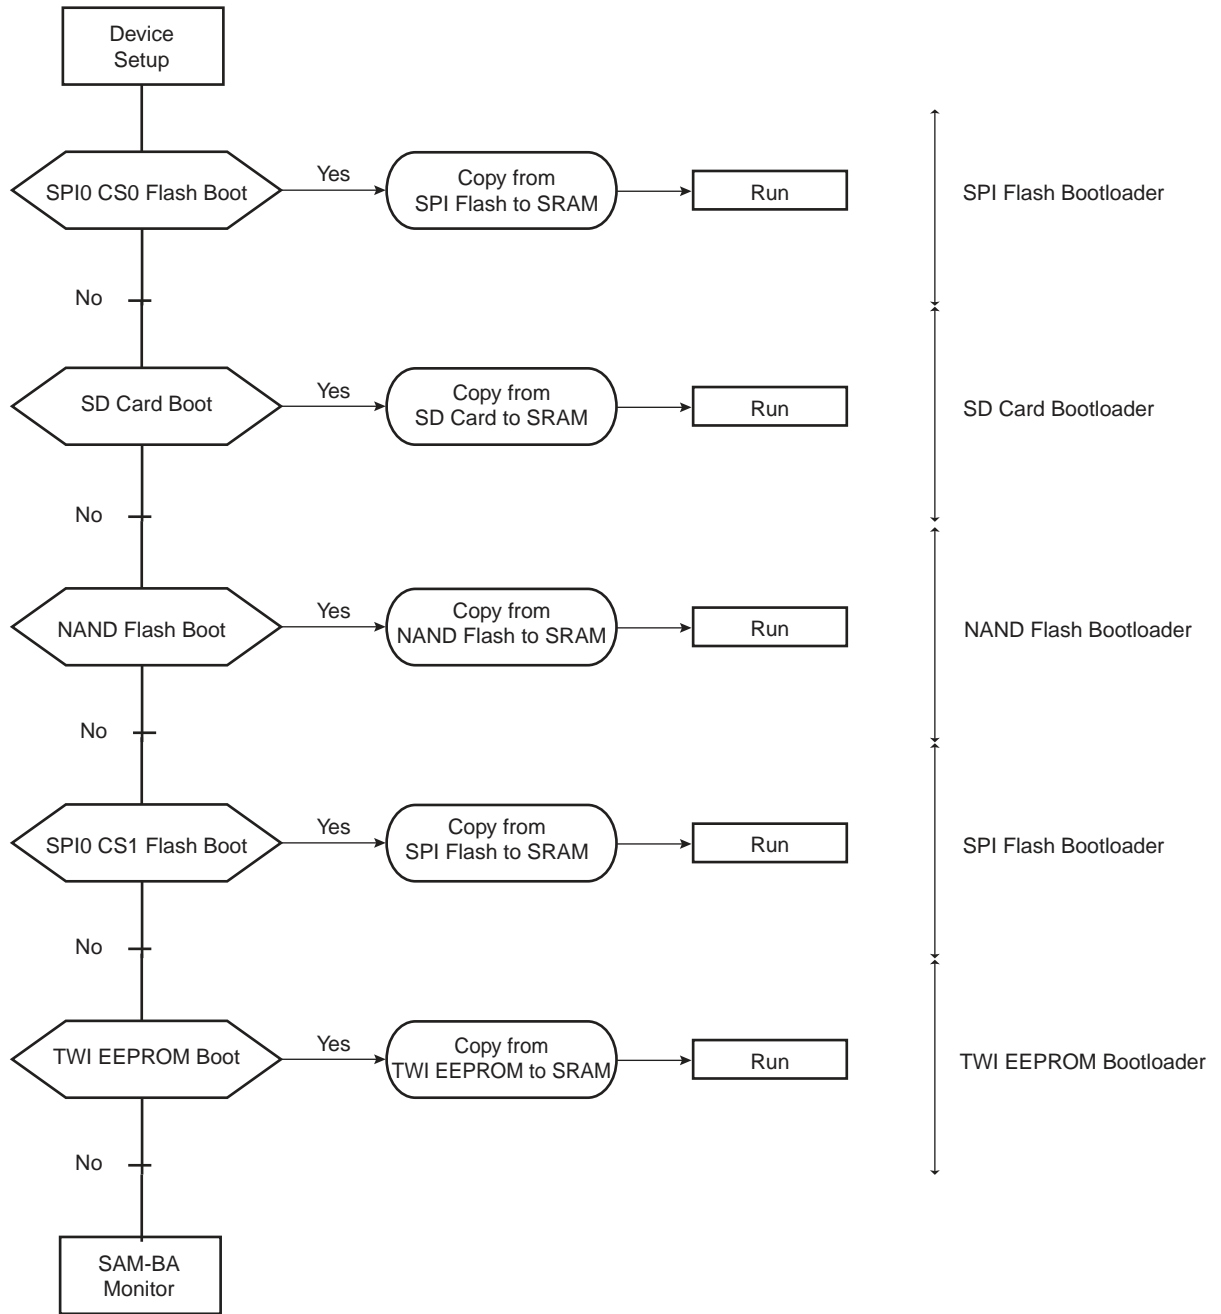 Device
Setup
SPI0 CS0 Flash Boot
Yes
Copy from
SPI Flash to SRAM
Run
SPI Flash Bootloader
No
SD Card Boot
Yes
Copy from
SD Card to SRAM
Run
SD Card Bootloader
No
NAND Flash Boot
Yes
Copy from
NAND Flash to SRAM
Run
NAND Flash Bootloader
No
SPI0 CS1 Flash Boot
Yes
Copy from
SPI Flash to SRAM
Run
SPI Flash Bootloader
No
TWI EEPROM Boot
Yes
Copy from
TWI EEPROM to SRAM
Run
TWI EEPROM Bootloader
No
SAM-BA
Monitor